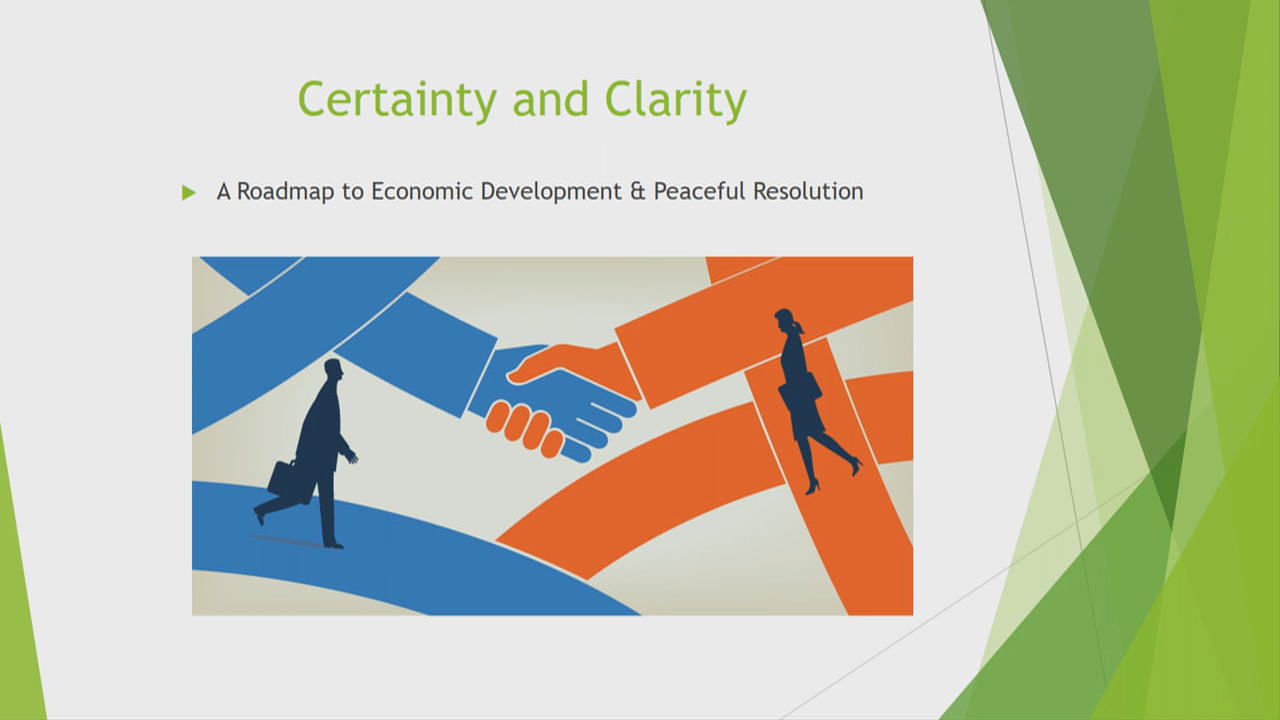 Certainty and Clarity
A Roadmap to Economic Development & Peaceful Resolution